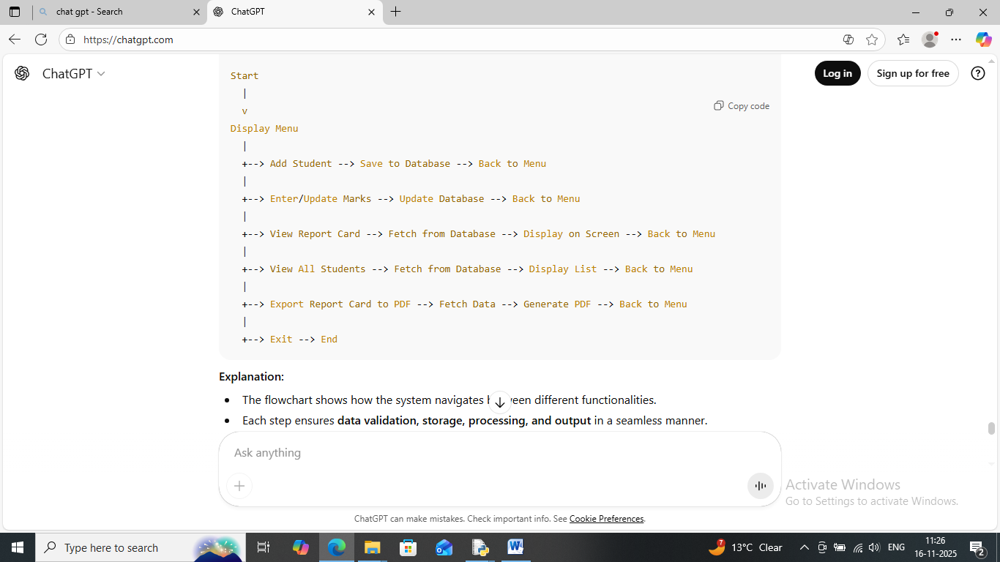 chat gpt - Search
ChatGPT
https://chatgpt.com
ChatGPT
Log in
Sign up for free
Start
|
v
Copy code
Display Menu
|
+--> Add Student --> Save to Database --> Back to Menu
|
+--> Enter/Update Marks --> Update Database --> Back to Menu
|
+--> View Report Card --> Fetch from Database --> Display on Screen --> Back to Menu
|
+--> View All Students --> Fetch from Database --> Display List --> Back to Menu
|
+--> Export Report Card to PDF --> Fetch Data --> Generate PDF --> Back to Menu
|
+--> Exit --> End
Explanation:
• The flowchart shows how the system navigates different functionalities.
• Each step ensures data validation, storage, processing, and output in a seamless manner.
Ask anything
Activate Windows
Go to Settings to activate Windows.
ChatGPT can make mistakes. Check important info. See Cookie Preferences.
Type here to search
7
13°C Clear
ENG
11:26
16-11-2025
2